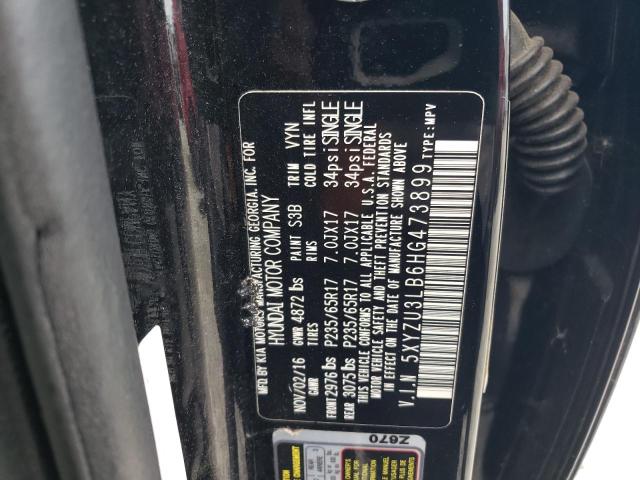 MFD BY KIA MOTORS MANUFACTURING GEORGIA, INC. FOR
HYUNDAI MOTOR COMPANY
NOV/02/16 GVWR 4872 lbs PAINT S3B TRIM VYN
GAWR TIRES RIMS COLD TIRE INFL
FRONT 2976 lbs P235/65R17 7.0JX17 34psi SINGLE
REAR 3075 lbs P235/65R17 7.0JX17 34psi SINGLE
THIS VEHICLE CONFORMS TO ALL APPLICABLE U.S.A. FEDERAL
MOTOR VEHICLE SAFETY AND THEFT PREVENTION STANDARDS
IN EFFECT ON THE DATE OF MANUFACTURE SHOWN ABOVE
V.I.N 5XYZU3LB6HG473899 TYPE:MPV
Z670